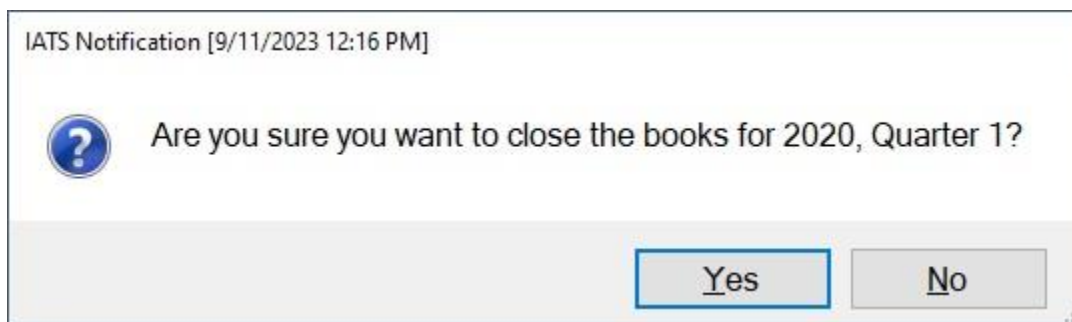 IATS Notification [9/11/2023 12:16 PM]
Are you sure you want to close the books for 2020, Quarter 1?
Yes
No